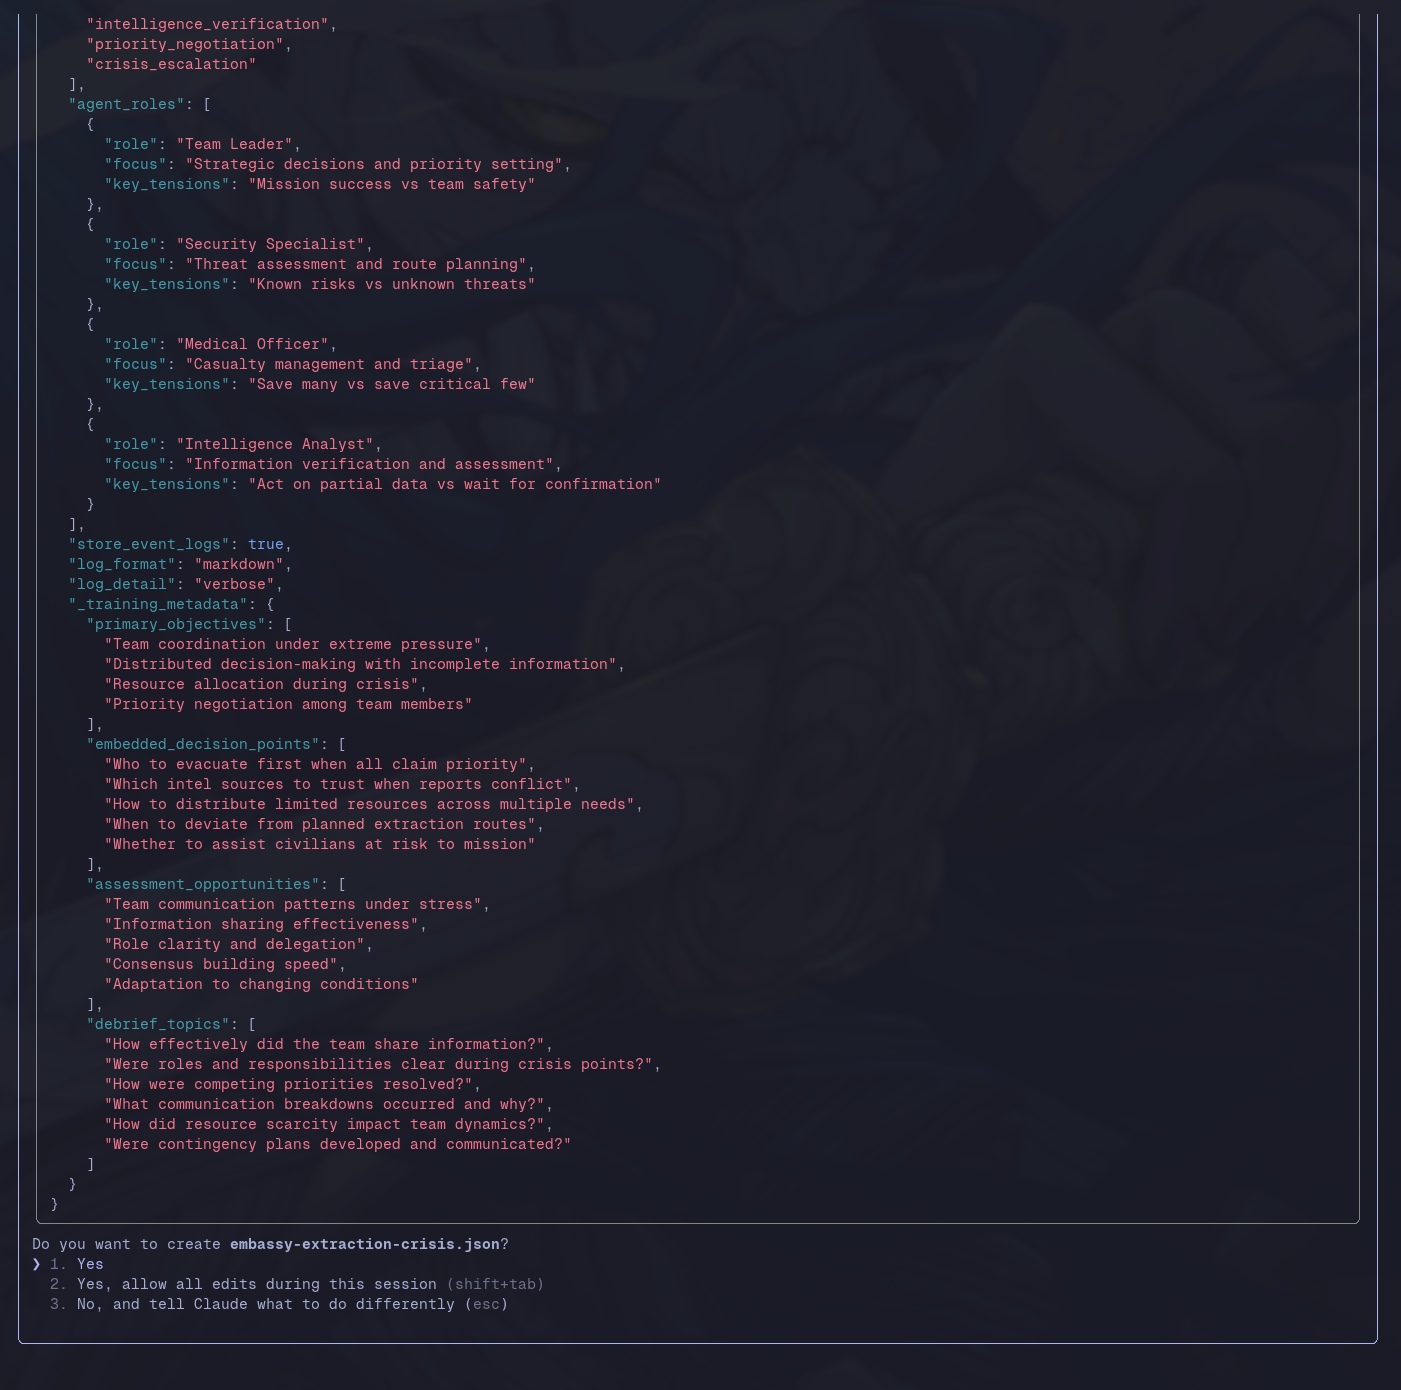 "intelligence_verification",
"priority_negotiation",
"crisis_escalation"
],
"agent_roles": [
{
"role": "Team Leader",
"focus": "Strategic decisions and priority setting",
"key_tensions": "Mission success vs team safety"
},
{
"role": "Security Specialist",
"focus": "Threat assessment and route planning",
"key_tensions": "Known risks vs unknown threats"
},
{
"role": "Medical Officer",
"focus": "Casualty management and triage",
"key_tensions": "Save many vs save critical few"
},
{
"role": "Intelligence Analyst",
"focus": "Information verification and assessment",
"key_tensions": "Act on partial data vs wait for confirmation"
}
],
"store_event_logs": true,
"log_format": "markdown",
"log_detail": "verbose",
"_training_metadata": {
"primary_objectives": [
"Team coordination under extreme pressure",
"Distributed decision-making with incomplete information",
"Resource allocation during crisis",
"Priority negotiation among team members"
],
"embedded_decision_points": [
"Who to evacuate first when all claim priority",
"Which intel sources to trust when reports conflict",
"How to distribute limited resources across multiple needs",
"When to deviate from planned extraction routes",
"Whether to assist civilians at risk to mission"
],
"assessment_opportunities": [
"Team communication patterns under stress",
"Information sharing effectiveness",
"Role clarity and delegation",
"Consensus building speed",
"Adaptation to changing conditions"
],
"debrief_topics": [
"How effectively did the team share information?",
"Were roles and responsibilities clear during crisis points?",
"How were competing priorities resolved?",
"What communication breakdowns occurred and why?",
"How did resource scarcity impact team dynamics?",
"Were contingency plans developed and communicated?"
]
}
}
Do you want to create embassy-extraction-crisis.json?
❯ 1. Yes
2. Yes, allow all edits during this session (shift+tab)
3. No, and tell Claude what to do differently (esc)